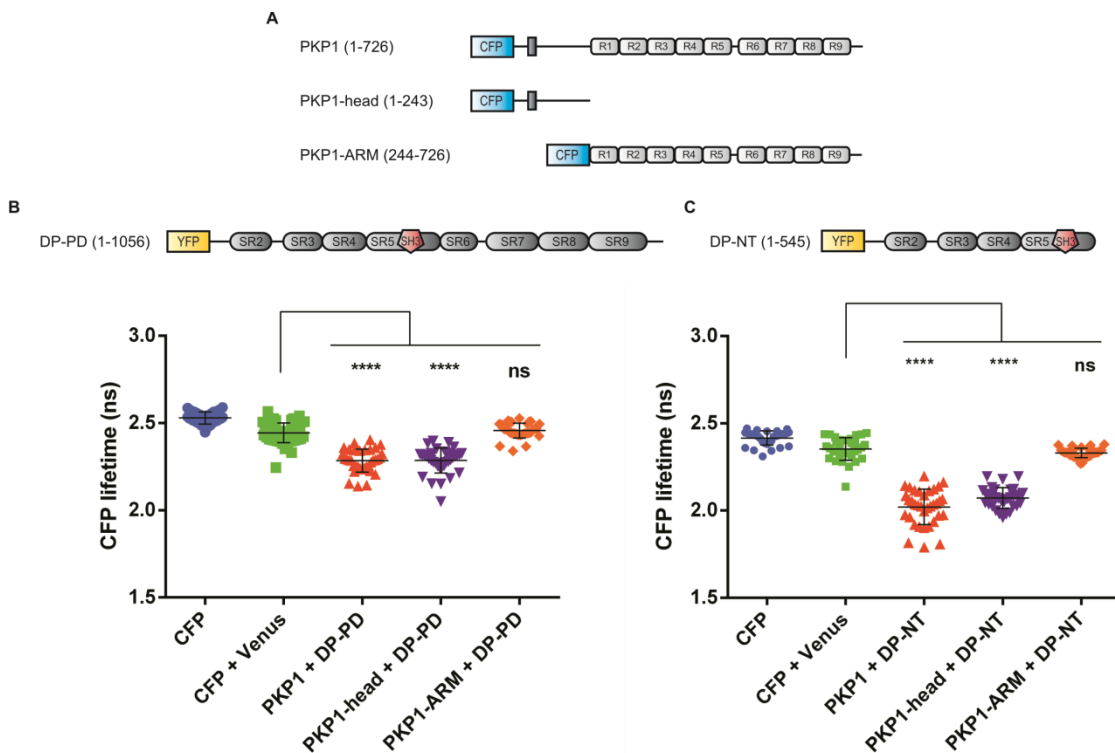 A
PKP1 (1-726)
CFP
R1 R2 R3 R4 R5 R6 R7 R8 R9
PKP1-head (1-243)
CFP
PKP1-ARM (244-726)
CFP R1 R2 R3 R4 R5 R6 R7 R8 R9
B
DP-PD (1-1056)
YFP SR2 SR3 SR4 SR5 SH3 SR6 SR7 SR8 SR9
CFP lifetime (ns)
3.0
2.5
2.0
1.5
**** **** ns
CFP
CFP + Venus
PKP1 + DP-PD
PKP1-head + DP-PD
PKP1-ARM + DP-PD
C
DP-NT (1-545)
YFP SR2 SR3 SR4 SR5 SH3
CFP lifetime (ns)
3.0
2.5
2.0
1.5
**** **** ns
CFP
CFP + Venus
PKP1 + DP-NT
PKP1-head + DP-NT
PKP1-ARM + DP-NT